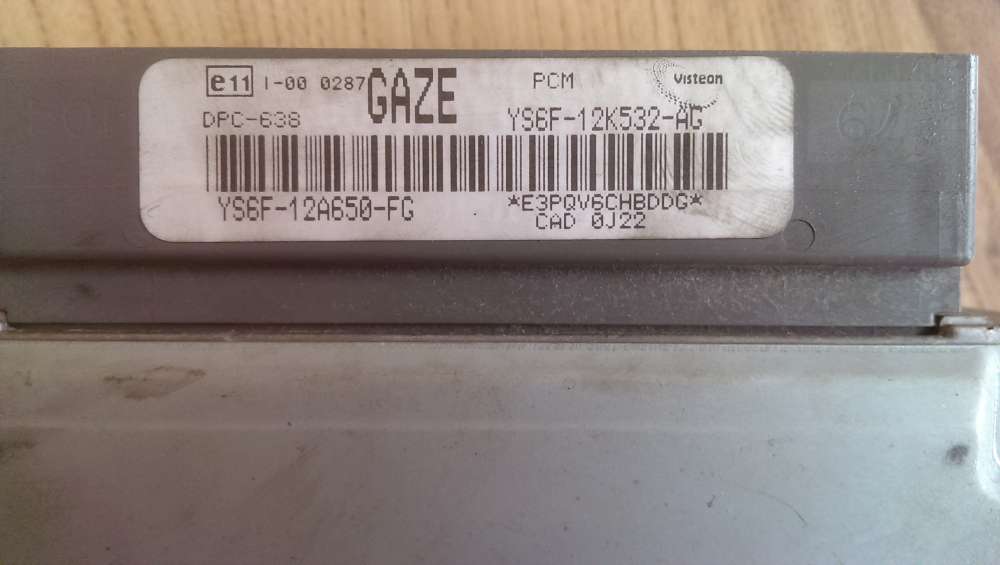 e11 I-00 0287 GAZE PCM Visteon
DPC-638 YS6F-12K532-AG
YS6F-12A650-FG *E3PQV6CHBDDG*
CAD 0J22